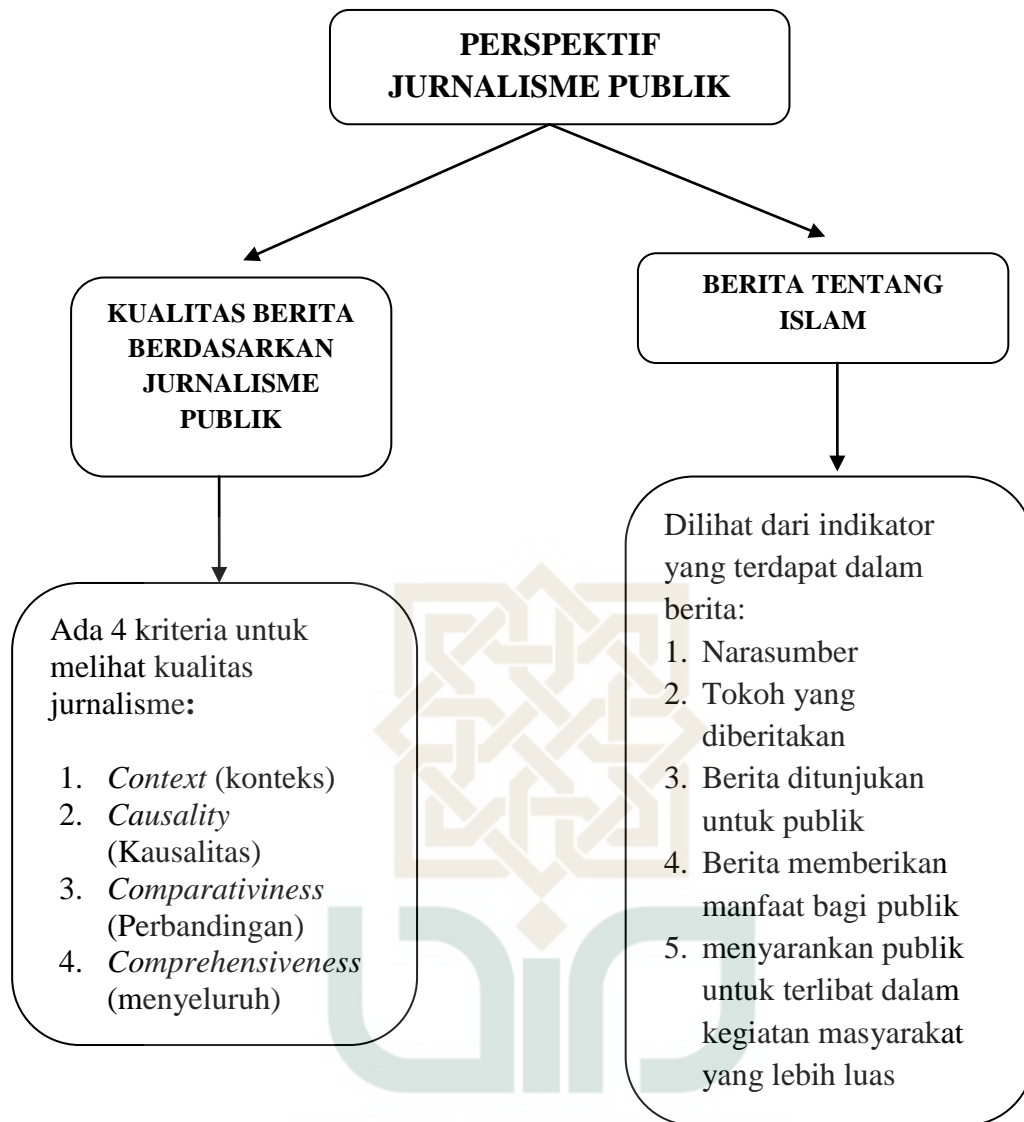 PERSPEKTIF
JURNALISME PUBLIK
KUALITAS BERITA
BERDASARKAN
JURNALISME
PUBLIK
BERITA TENTANG
ISLAM
Ada 4 kriteria untuk
melihat kualitas
jurnalisme:
1. Context (konteks)
2. Causality
(Kausalitas)
3. Comparativiness
(Perbandingan)
4. Comprehensiveness
(menyeluruh)
Dilihat dari indikator
yang terdapat dalam
berita:
1. Narasumber
2. Tokoh yang
diberitakan
3. Berita ditunjukan
untuk publik
4. Berita memberikan
manfaat bagi publik
5. menyarankan publik
untuk terlibat dalam
kegiatan masyarakat
yang lebih luas